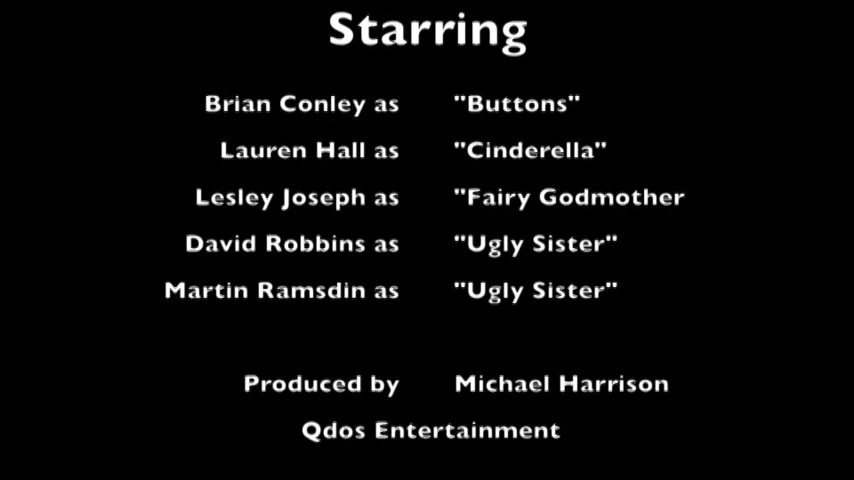 Starring
Brian Conley as "Buttons"
Lauren Hall as "Cinderella"
Lesley Joseph as "Fairy Godmother
David Robbins as "Ugly Sister"
Martin Ramsdin as "Ugly Sister"
Produced by Michael Harrison
Qdos Entertainment